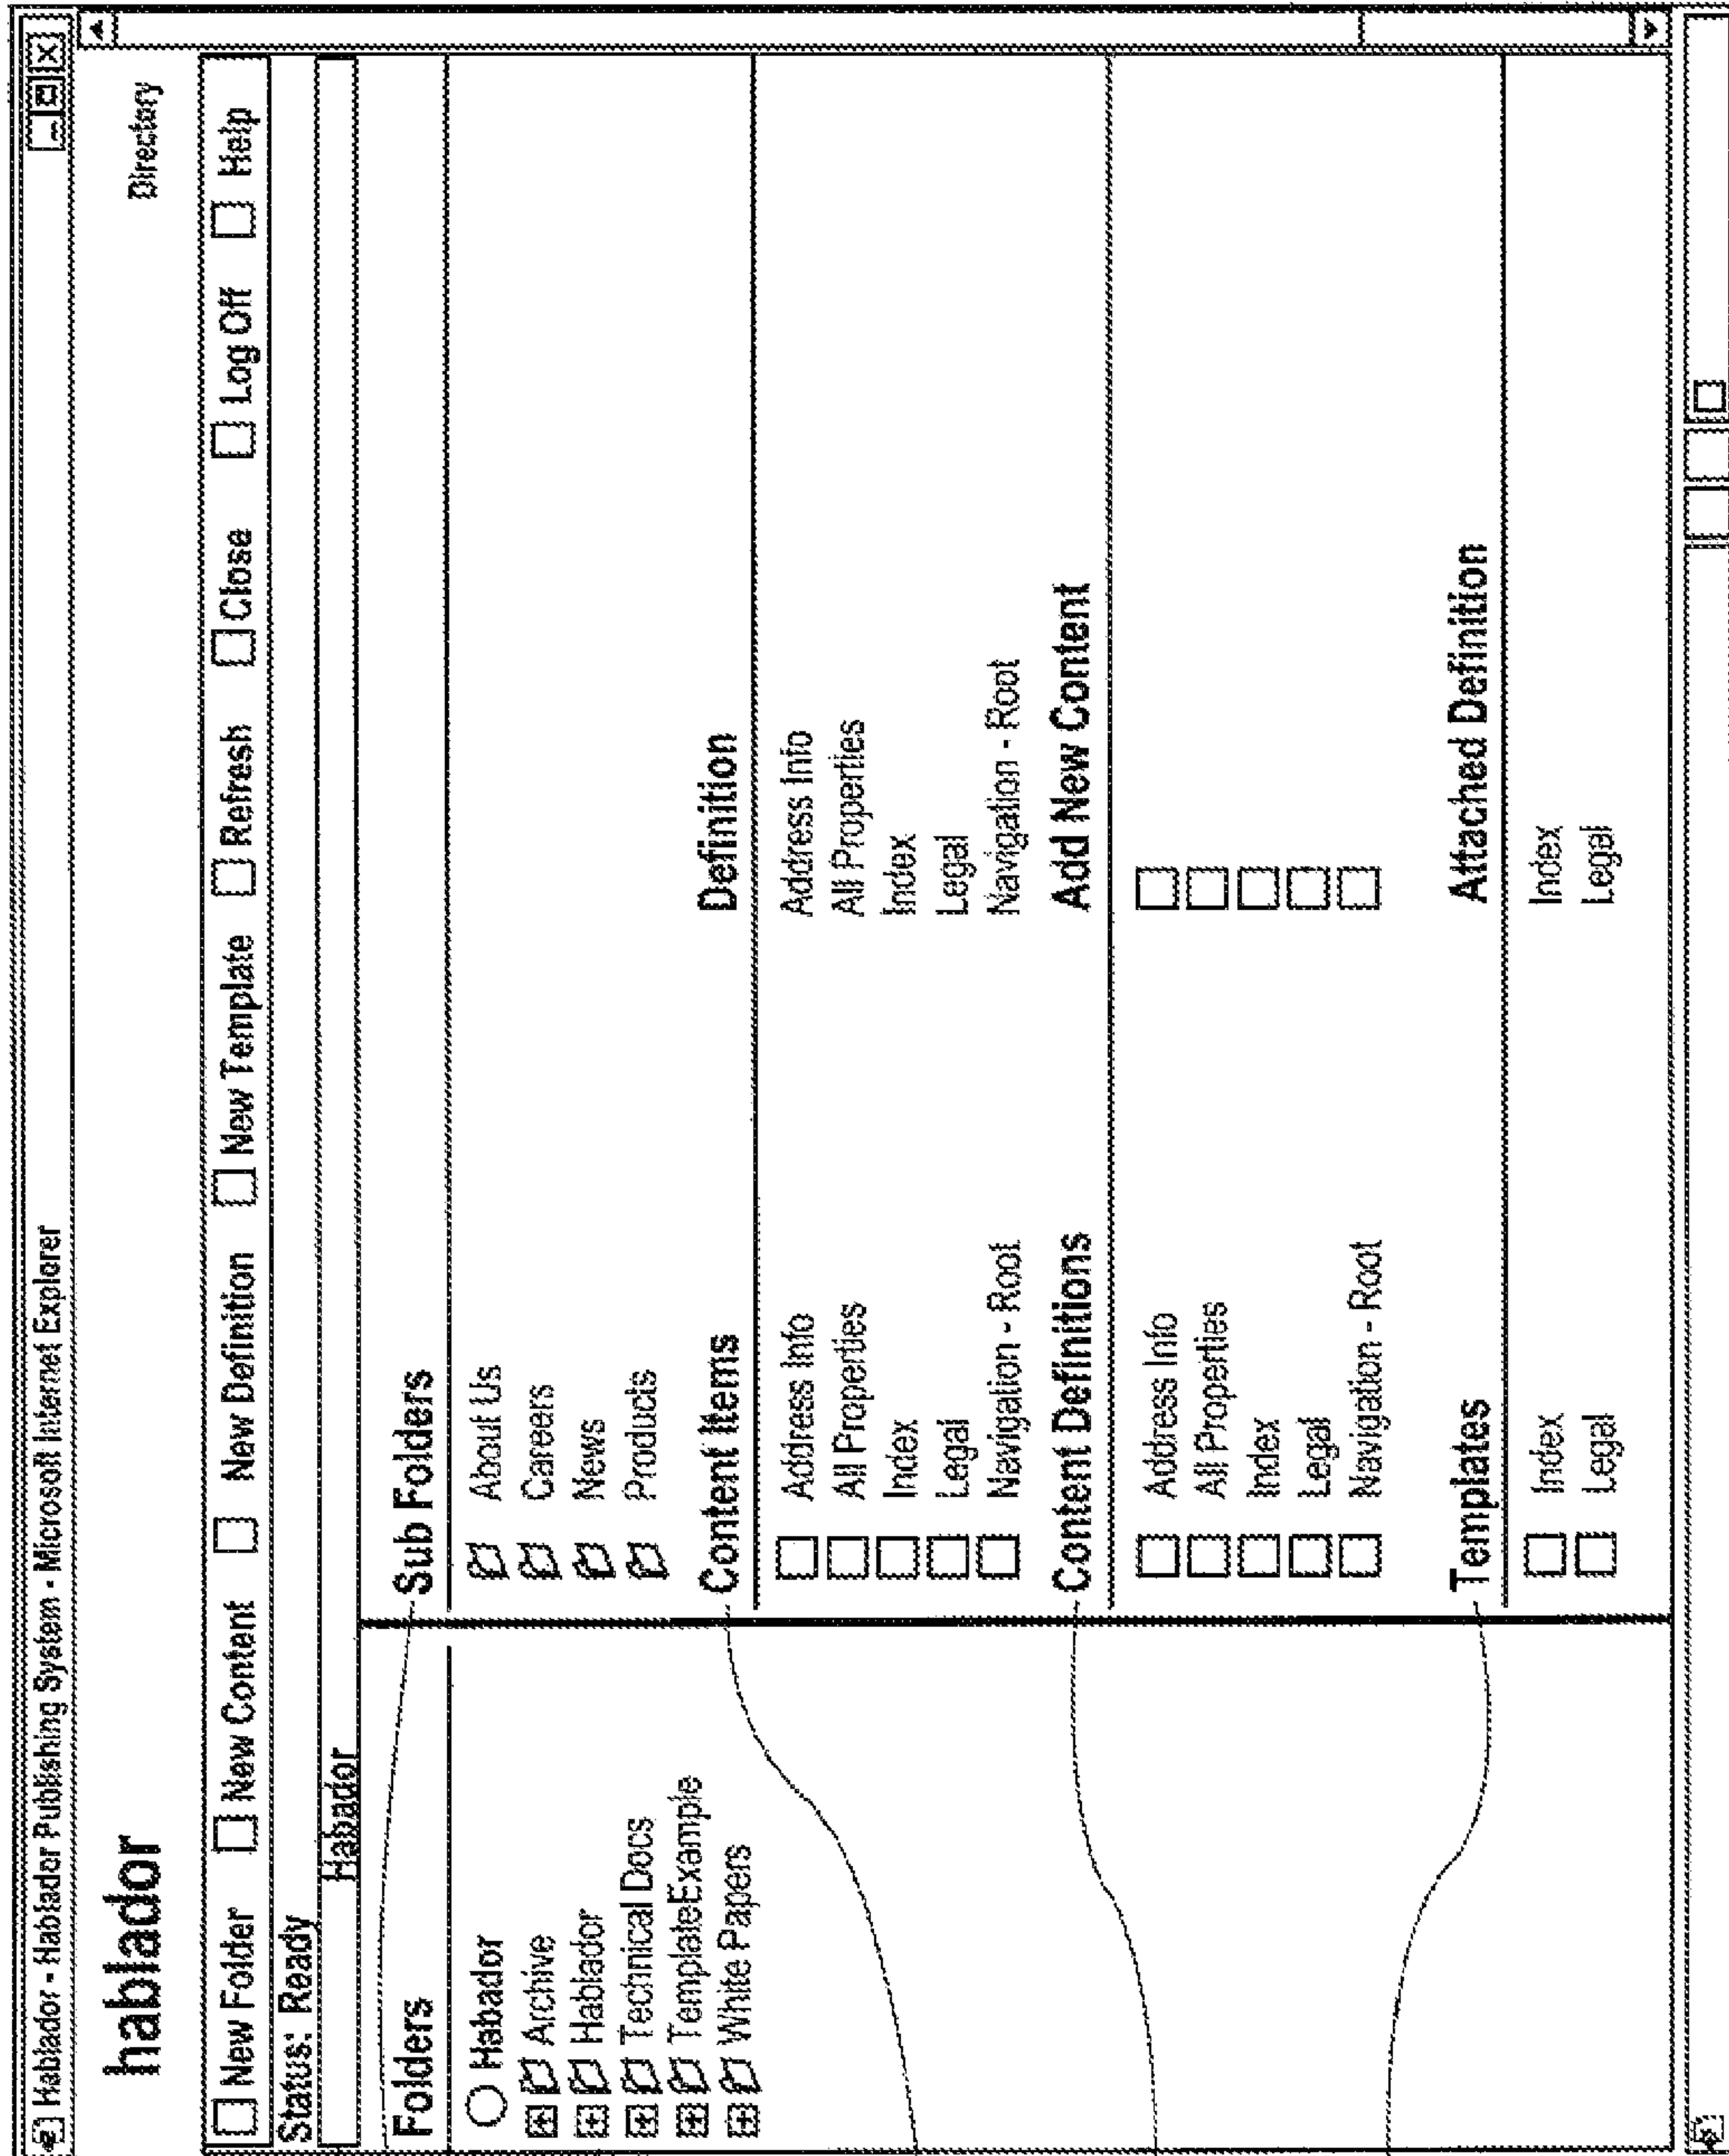 Hablador - Hablador Publishing System - Microsoft Internet Explorer
hablador
Directory
New Folder New Content New Definition New Template Refresh Close Log Off Help
Status: Ready
Habador
Folders
Habador
Archive
Hablador
Technical Docs
TemplateExample
White Papers
Sub Folders
About Us
Careers
News
Products
Content Items Definition
Address Info Address Info
All Properties All Properties
Index Index
Legal Legal
Navigation - Root Navigation - Root
Content Definitions Add New Content
Address Info
All Properties
Index
Legal
Navigation - Root
Templates Attached Definition
Index Index
Legal Legal